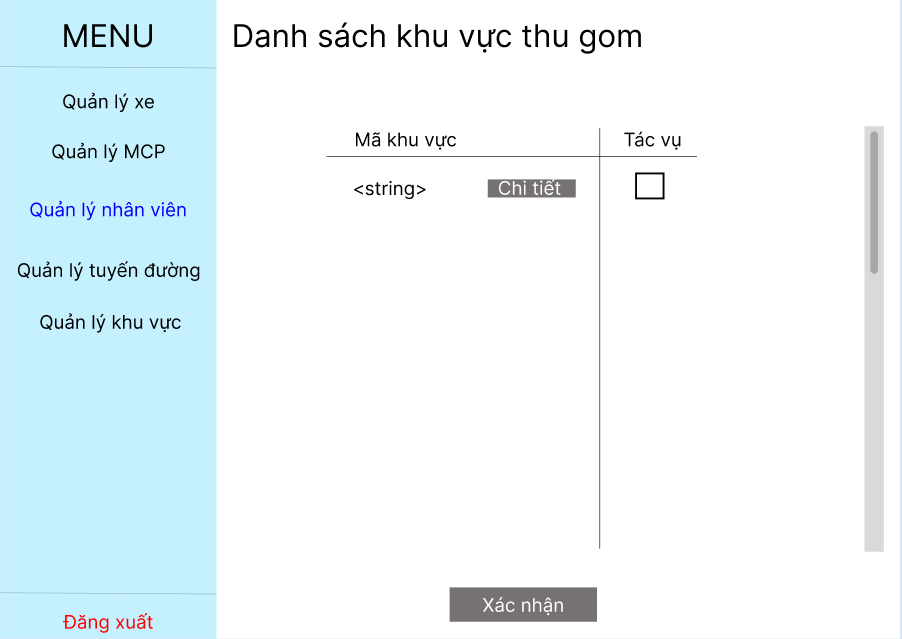 MENU
Quản lý xe
Quản lý MCP
Quản lý nhân viên
Quản lý tuyến đường
Quản lý khu vực
Đăng xuất
Danh sách khu vực thu gom
Mã khu vực Tác vụ
<string> Chi tiết
Xác nhận